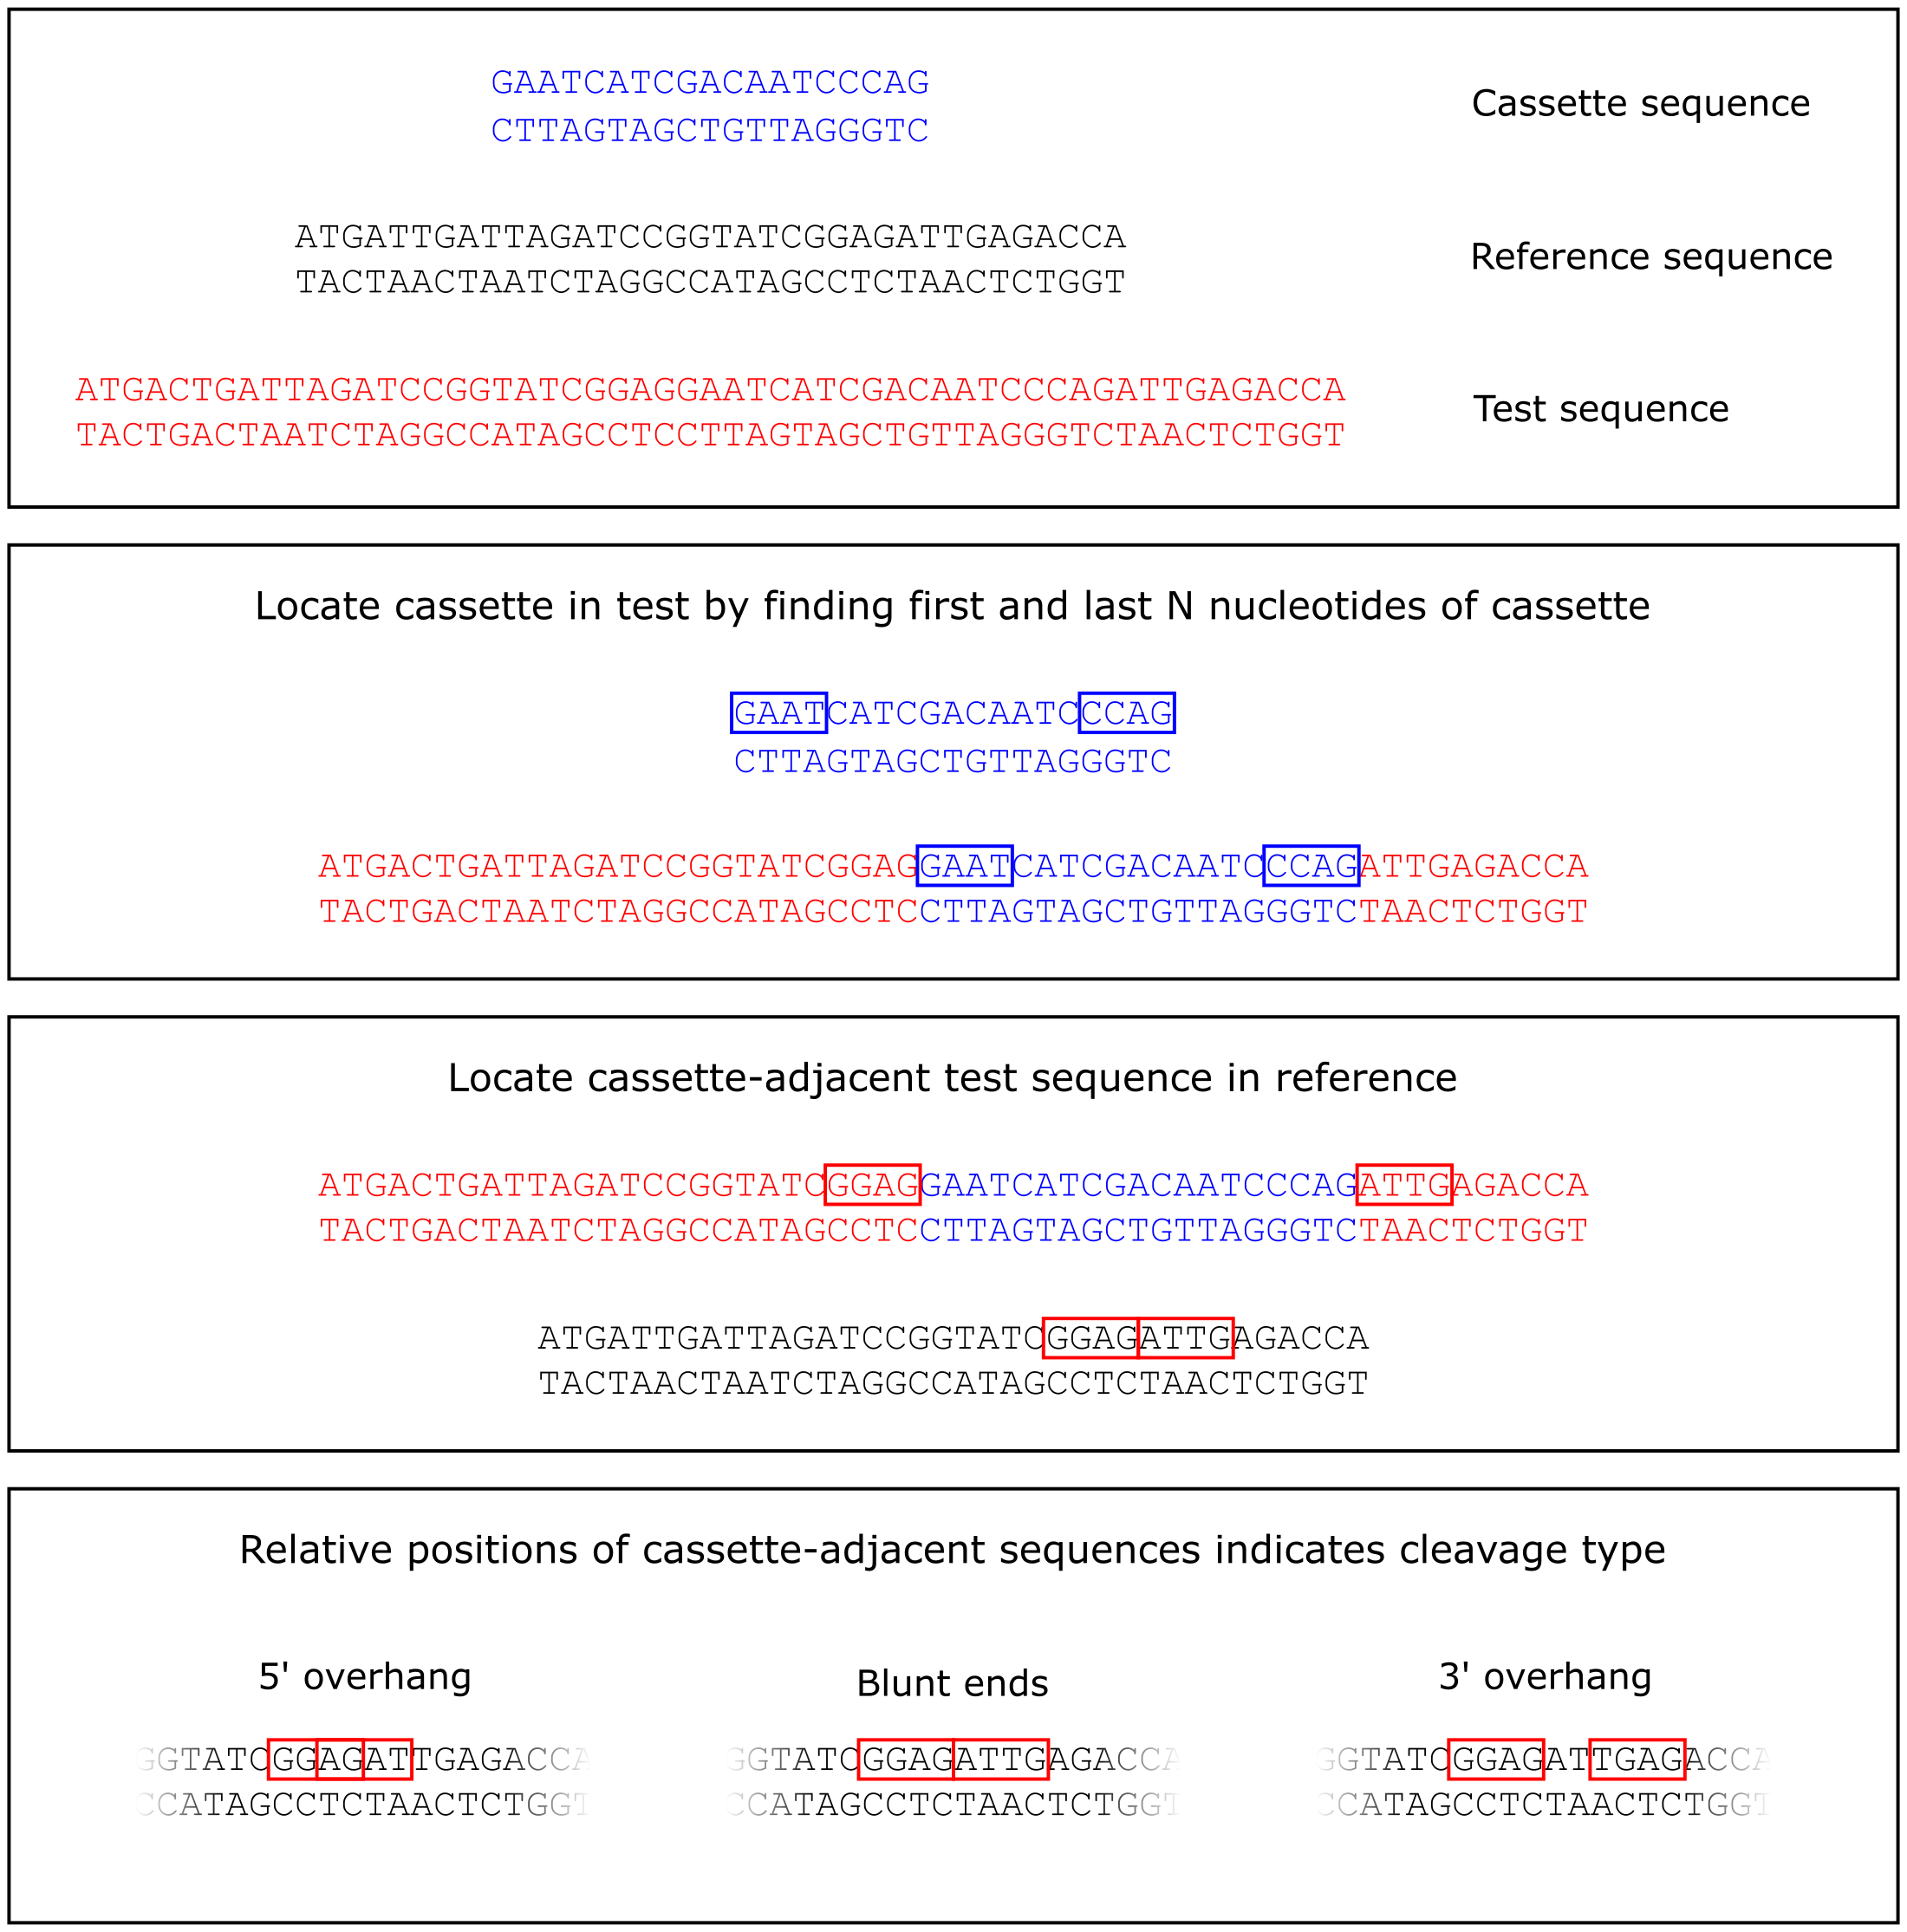 GAATCATCGACAATCCCAG
CTTAGTAGCTGTTAGGGTC
Cassette sequence
ATGATTGATTAGATCCGGTATCGGAGATTGAGACCA
TACTAACTAATCTAGGCCATAGCCTCTAACTCTGGT
Reference sequence
ATGACTGATTAGATCCGGTATCGGAGGAATCATCGACAATCCCAGATTGAGACCA
TACTGACTAATCTAGGCCATAGCCTCCTTAGTAGCTGTTAGGGTCTAACTCTGGT
Test sequence
Locate cassette in test by finding first and last N nucleotides of cassette
GAATCATCGACAATCCCAG
CTTAGTAGCTGTTAGGGTC
ATGACTGATTAGATCCGGTATCGGAGGAATCATCGACAATCCCAGATTGAGACCA
TACTGACTAATCTAGGCCATAGCCTCCTTAGTAGCTGTTAGGGTCTAACTCTGGT
Locate cassette-adjacent test sequence in reference
ATGACTGATTAGATCCGGTATCGGAGGAATCATCGACAATCCCAGATTGAGACCA
TACTGACTAATCTAGGCCATAGCCTCCTTAGTAGCTGTTAGGGTCTAACTCTGGT
ATGATTGATTAGATCCGGTATCGGAGATTGAGACCA
TACTAACTAATCTAGGCCATAGCCTCTAACTCTGGT
Relative positions of cassette-adjacent sequences indicates cleavage type
5' overhang
GGTATCGGAGATTGAGACCA
CCATAGCCTCTAACTCTGGT
Blunt ends
GGTATCGGAGATTGAGACCA
CCATAGCCTCTAACTCTGGT
3' overhang
GGTATCGGAGATTGAGACCA
CCATAGCCTCTAACTCTGGT